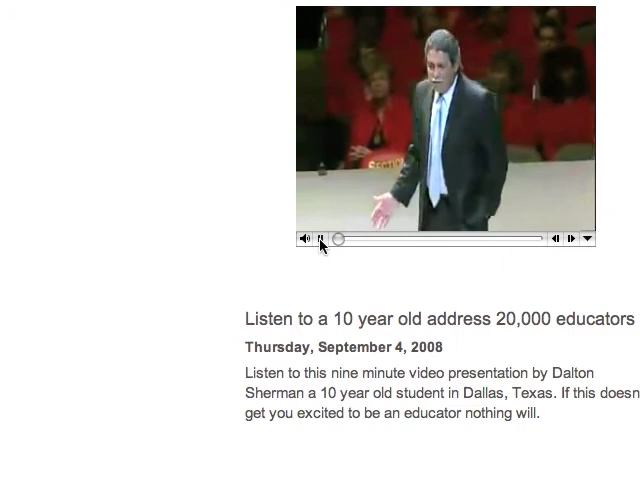 Listen to a 10 year old address 20,000 educators
Thursday, September 4, 2008
Listen to this nine minute video presentation by Dalton
Sherman a 10 year old student in Dallas, Texas. If this doesn
get you excited to be an educator nothing will.